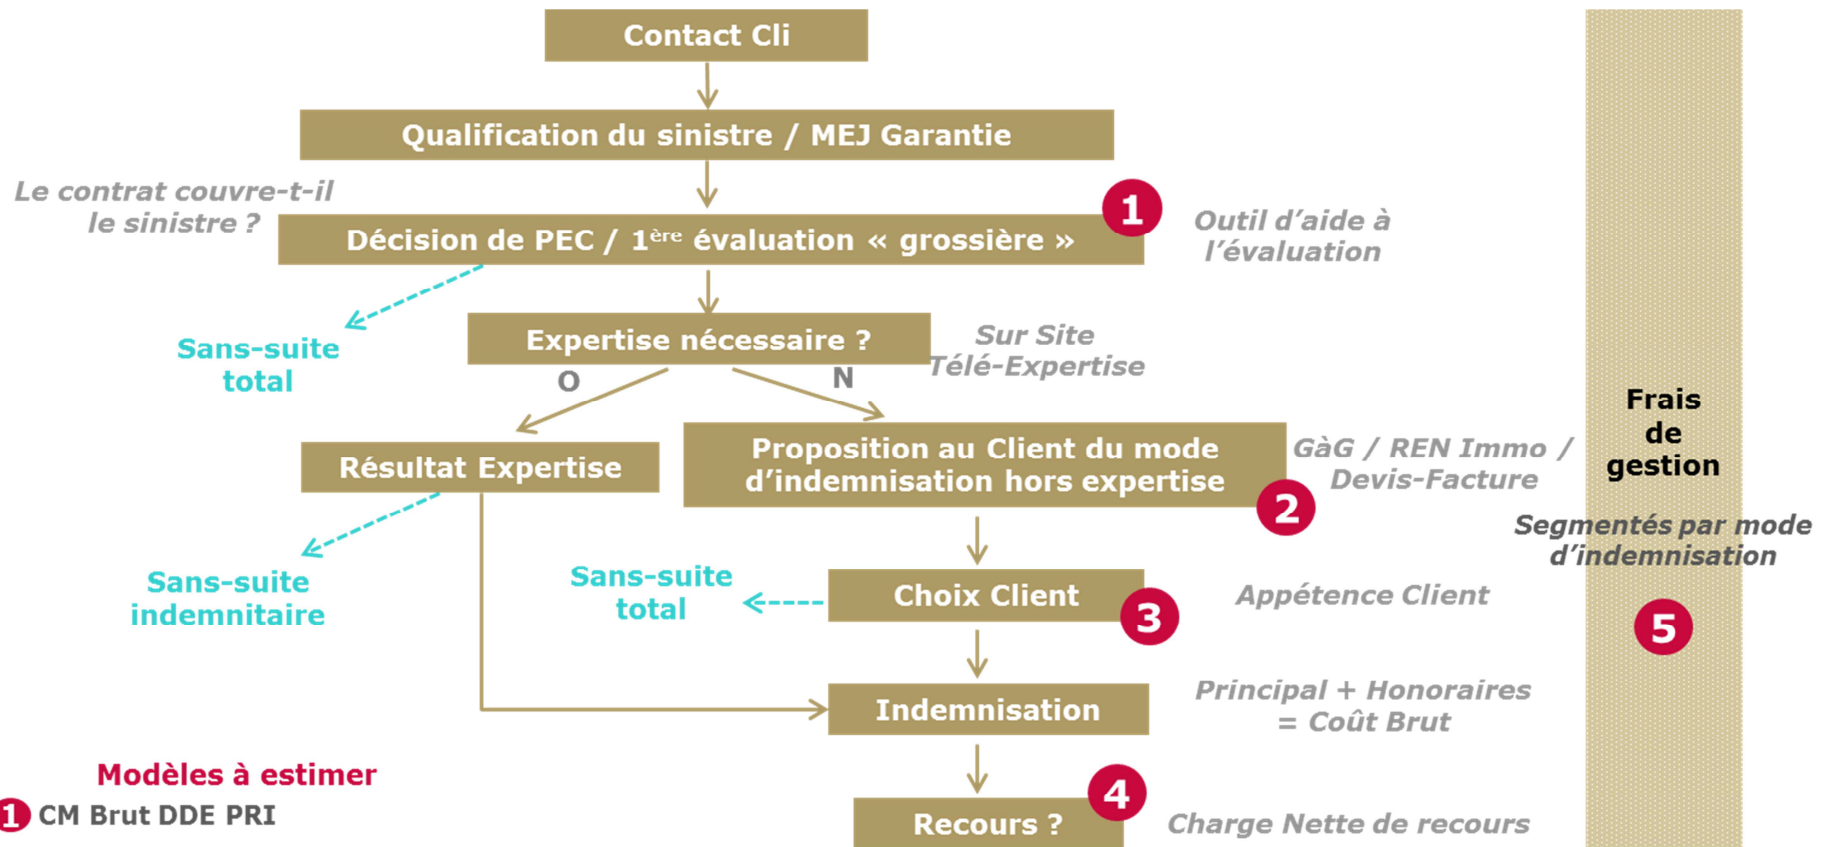 Contact Cli
Qualification du sinistre / MEJ Garantie
Le contrat couvre-t-il
le sinistre ?
Décision de PEC / 1ère évaluation « grossière »
1
Outil d’aide à
l’évaluation
Sans-suite
total
Expertise nécessaire ?
Sur Site
Télé-Expertise
O
N
Résultat Expertise
Proposition au Client du mode
d’indemnisation hors expertise
2
GàG / REN Immo /
Devis-Facture
Sans-suite
indemnitaire
Sans-suite
total
Choix Client
3
Appétence Client
Indemnisation
Principal + Honoraires
= Coût Brut
Recours ?
4
Charge Nette de recours
Frais
de
gestion
Segmentés par mode
d’indemnisation
5
Modèles à estimer
1 CM Brut DDE PRI